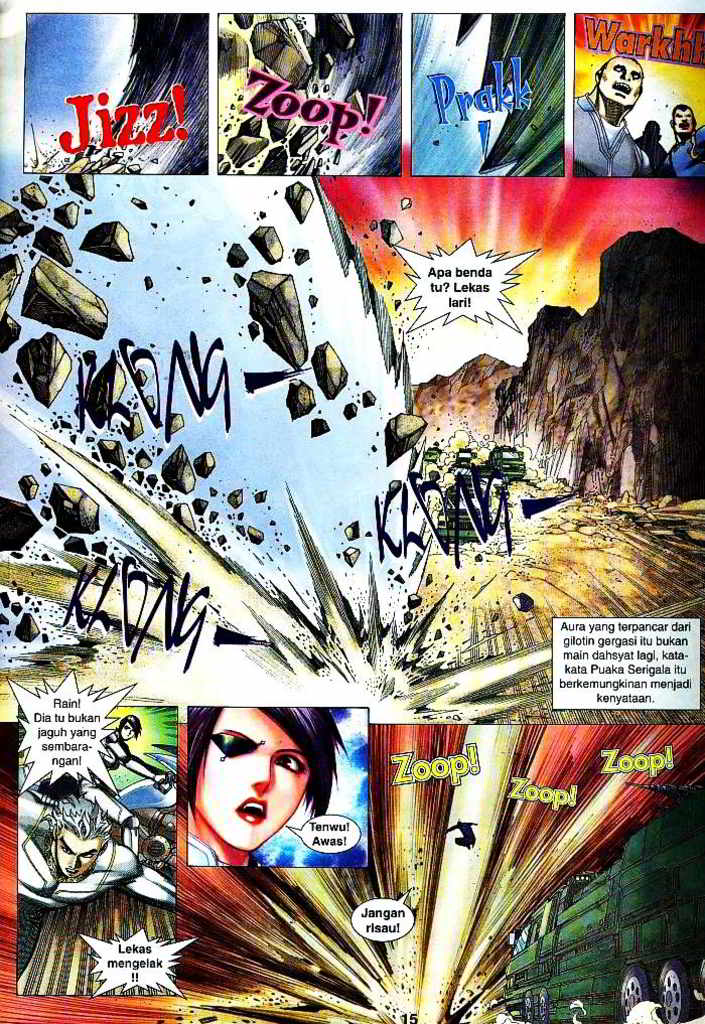 Jizz!
Zoop!
Prakk
!
Warkhh
Apa benda
tu? Lekas
lari!
KLONG –
KLONG –
KLONG –
Aura yang terpancar dari
gilotin gergasi itu bukan
main dahsyat lagi, kata-
kata Puaka Serigala itu
berkemungkinan menjadi
kenyataan.
Rain!
Dia tu bukan
jaguh yang
sembara-
ngan!
Tenwu!
Awas!
Zoop!
Zoop!
Zoop!
Jangan
risau!
Lekas
mengelak
!!
15